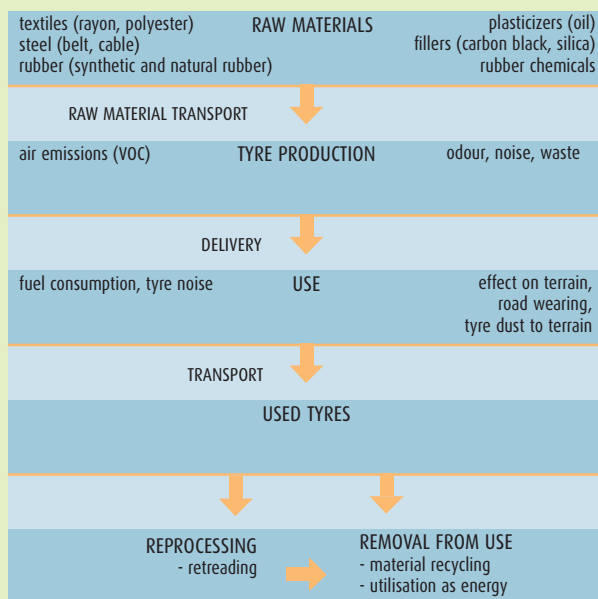 textiles (rayon, polyester)
steel (belt, cable)
rubber (synthetic and natural rubber)
RAW MATERIALS
plasticizers (oil)
fillers (carbon black, silica)
rubber chemicals
RAW MATERIAL TRANSPORT
air emissions (VOC)
TYRE PRODUCTION
odour, noise, waste
DELIVERY
fuel consumption, tyre noise
USE
effect on terrain,
road wearing,
tyre dust to terrain
TRANSPORT
USED TYRES
REPROCESSING
- retreading
REMOVAL FROM USE
- material recycling
- utilisation as energy